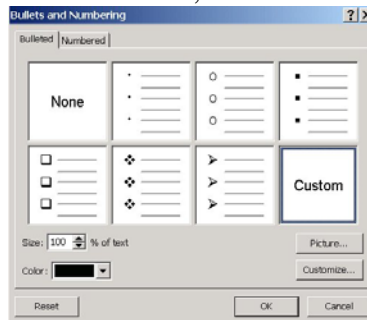 Bullets and Numbering
Bulleted Numbered
None
Custom
Size: 100 % of text
Picture...
Color:
Customize...
Reset OK Cancel